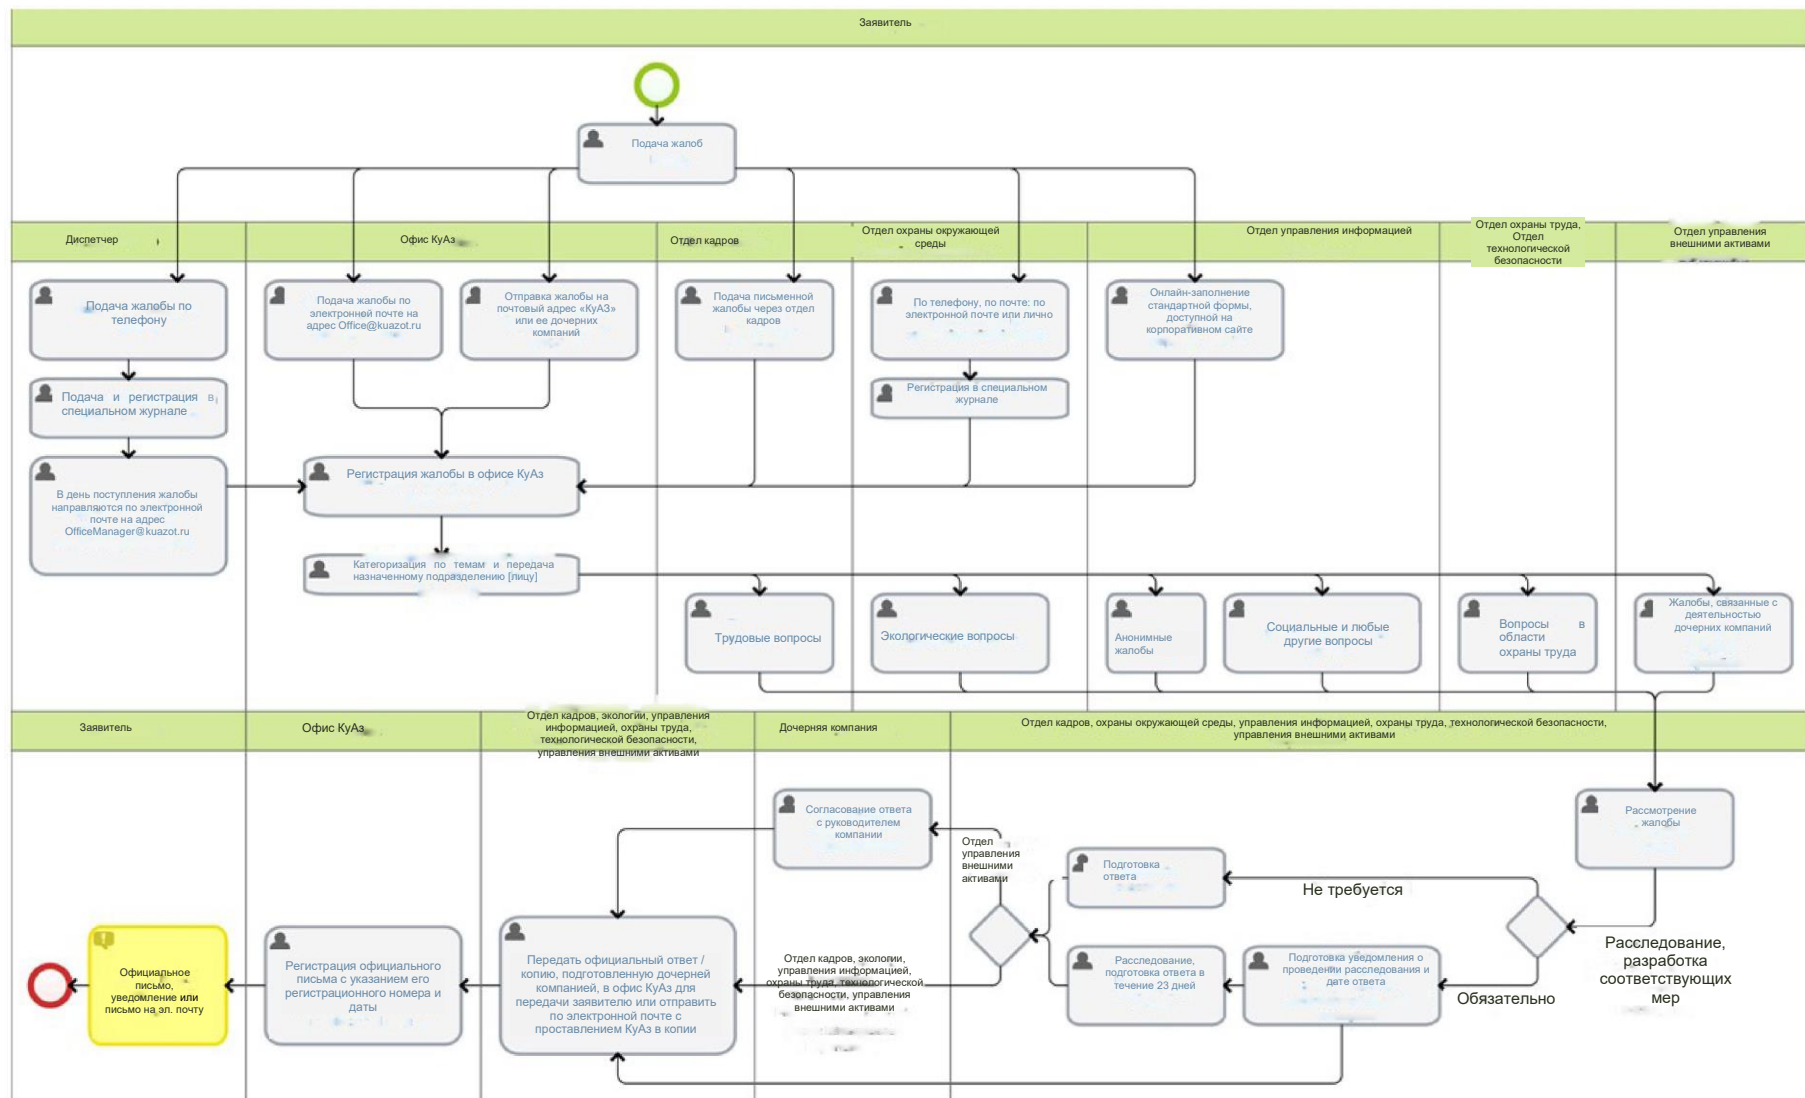 Заявитель
Подача жалоб
Диспетчер
Офис КуАз
Отдел кадров
Отдел охраны окружающей
среды
Отдел управления информацией
Отдел охраны труда,
Отдел
технологической
безопасности
Отдел управления
внешними активами
Подача жалобы по
телефону
Подача жалобы по
электронной почте на
адрес Office@kuazot.ru
Отправка жалобы на
почтовый адрес «КуАЗ»
или ее дочерних
компаний
Подача письменной
жалобы через отдел
кадров
По телефону, по почте: по
электронной почте или лично
Онлайн-заполнение
стандартной формы,
доступной на
корпоративном сайте
Подача и регистрация в
специальном журнале
Регистрация в специальном
журнале
В день поступления жалобы
направляются по электронной
почте на адрес
OfficeManager@kuazot.ru
Регистрация жалобы в офисе КуАз
Категоризация по темам и передача
назначенному подразделению [лицу]
Трудовые вопросы
Экологические вопросы
Анонимные
жалобы
Социальные и любые
другие вопросы
Вопросы в
области
охраны труда
Жалобы, связанные с
деятельностью
дочерних компаний
Заявитель
Офис КуАз
Отдел кадров, экологии, управления
информацией, охраны труда,
технологической безопасности,
управления внешними активами
Дочерняя компания
Отдел кадров, охраны окружающей среды, управления информацией, охраны труда, технологической безопасности,
управления внешними активами
Согласование ответа
с руководителем
компании
Отдел
управления
внешними
активами
Подготовка
ответа
Не требуется
Рассмотрение
жалобы
Официальное
письмо,
уведомление или
письмо на эл. почту
Регистрация официального
письма с указанием его
регистрационного номера и
даты
Передать официальный ответ /
копию, подготовленную дочерней
компанией, в офис КуАз для
передачи заявителю или отправить
по электронной почте с
проставлением КуАз в копии
Отдел кадров, экологии,
управления информацией,
охраны труда, технологической
безопасности, управления
внешними активами
Расследование,
подготовка ответа в
течение 23 дней
Подготовка уведомления о
проведении расследования и
дате ответа
Обязательно
Расследование,
разработка
соответствующих
мер